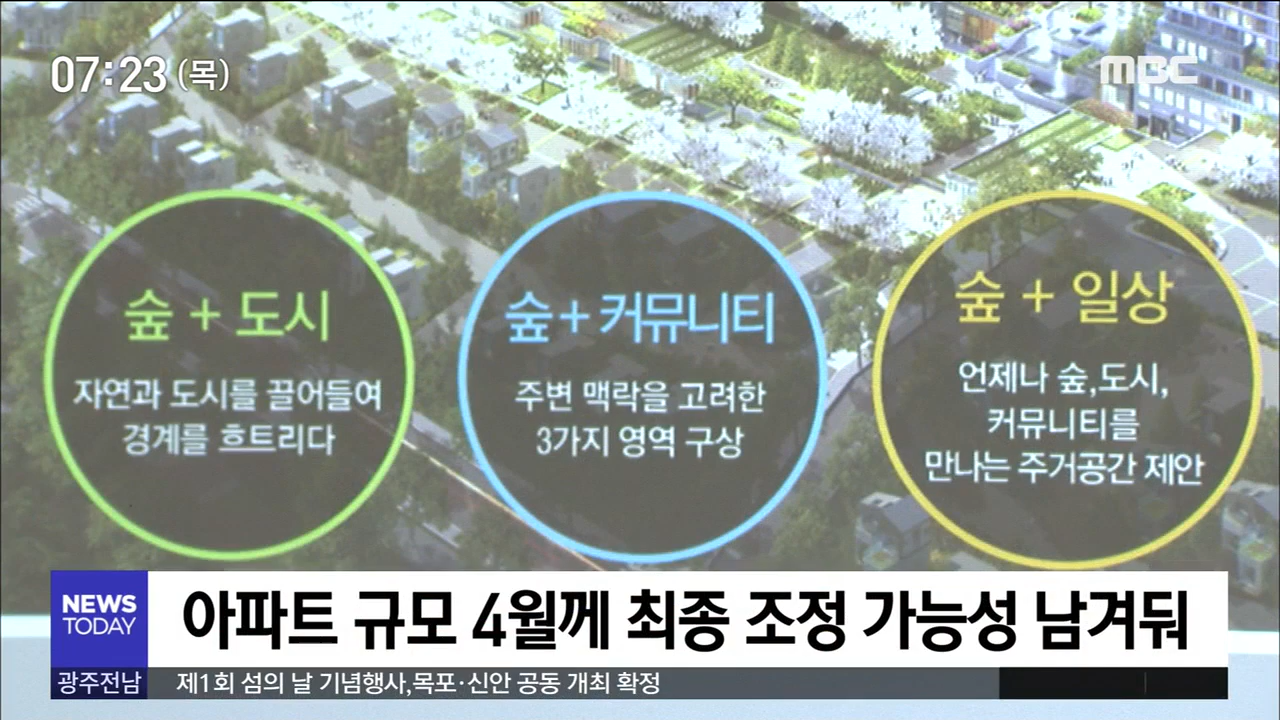 07:23 (목)
MBC
숲 + 도시
자연과 도시를 끌어들여
경계를 흐트리다
숲 + 커뮤니티
주변 맥락을 고려한
3가지 영역 구상
숲 + 일상
언제나 숲,도시,
커뮤니티를
만나는 주거공간 제안
NEWS
TODAY
아파트 규모 4월께 최종 조정 가능성 남겨둬
광주전남
제1회 섬의 날 기념행사,목포·신안 공동 개최 확정